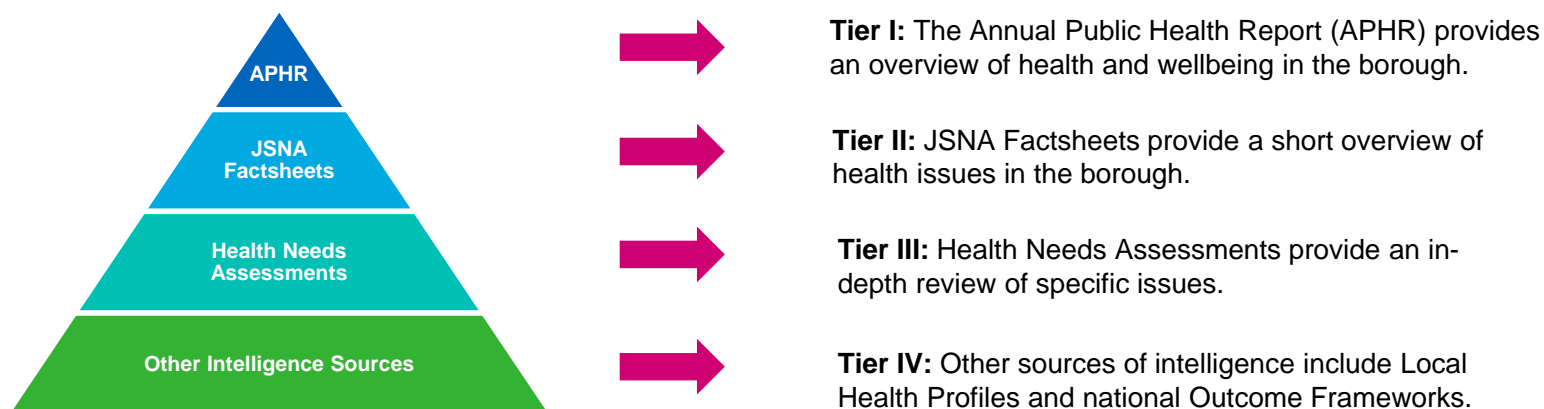 APHR
Tier I: The Annual Public Health Report (APHR) provides
an overview of health and wellbeing in the borough.
JSNA
Factsheets
Tier II: JSNA Factsheets provide a short overview of
health issues in the borough.
Health Needs
Assessments
Tier III: Health Needs Assessments provide an in-
depth review of specific issues.
Other Intelligence Sources
Tier IV: Other sources of intelligence include Local
Health Profiles and national Outcome Frameworks.